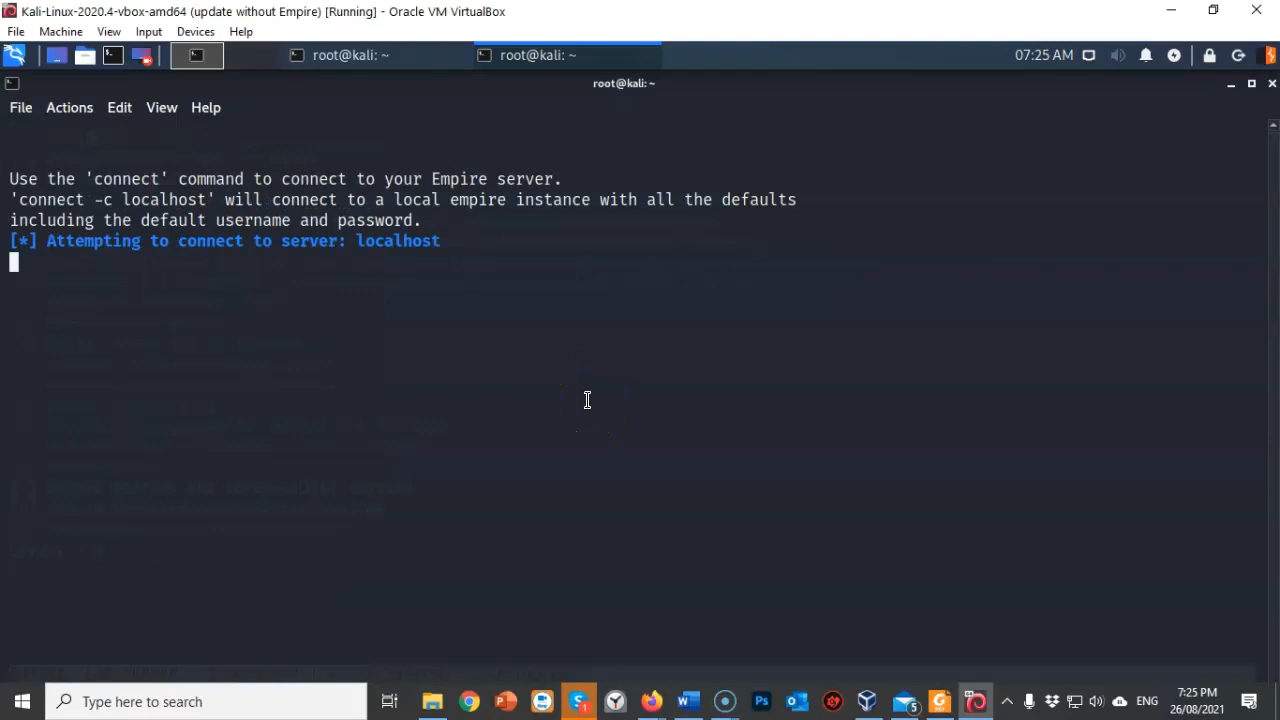 Kali-Linux-2020.4-vbox-amd64 (update without Empire) [Running] - Oracle VM VirtualBox
File Machine View Input Devices Help
root@kali: ~ root@kali: ~ 07:25 AM
root@kali: ~
File Actions Edit View Help
Use the 'connect' command to connect to your Empire server.
'connect -c localhost' will connect to a local empire instance with all the defaults
including the default username and password.
[*] Attempting to connect to server: localhost
Type here to search
1
5
ENG
7:25 PM
26/08/2021